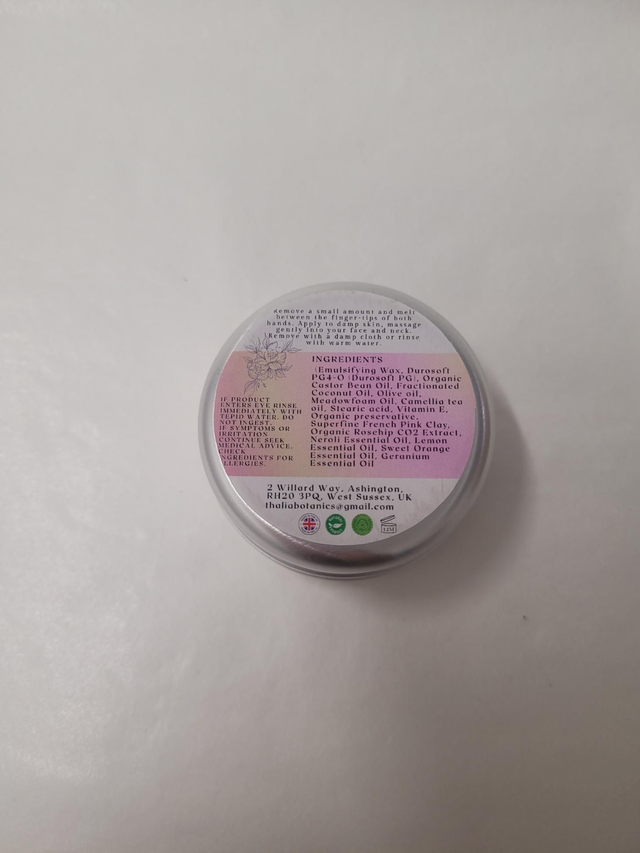 Remove a small amount and melt
between the finger-tips of both
hands. Apply to damp skin, massage
gently into your face and neck.
Remove with a damp cloth or rinse
with warm water.
INGREDIENTS
(Emulsifying Wax, Durosoft
PG4-O (Durosoft PG), Organic
Castor Bean Oil, Fractionated
Coconut Oil, Olive oil,
Meadowfoam Oil, Camellia tea
oil, Stearic acid, Vitamin E,
Organic preservative,
Superfine French Pink Clay,
Organic Rosehip CO2 Extract,
Neroli Essential Oil, Lemon
Essential Oil, Sweet Orange
Essential Oil, Geranium
Essential Oil
IF PRODUCT
ENTERS EYE RINSE
IMMEDIATELY WITH
TEPID WATER. DO
NOT INGEST.
IF SYMPTOMS OR
IRRITATION
CONTINUE SEEK
MEDICAL ADVICE.
CHECK
INGREDIENTS FOR
ALLERGIES.
2 Willard Way, Ashington,
RH20 3PQ, West Sussex, UK
thaliabotanics@gmail.com
12M